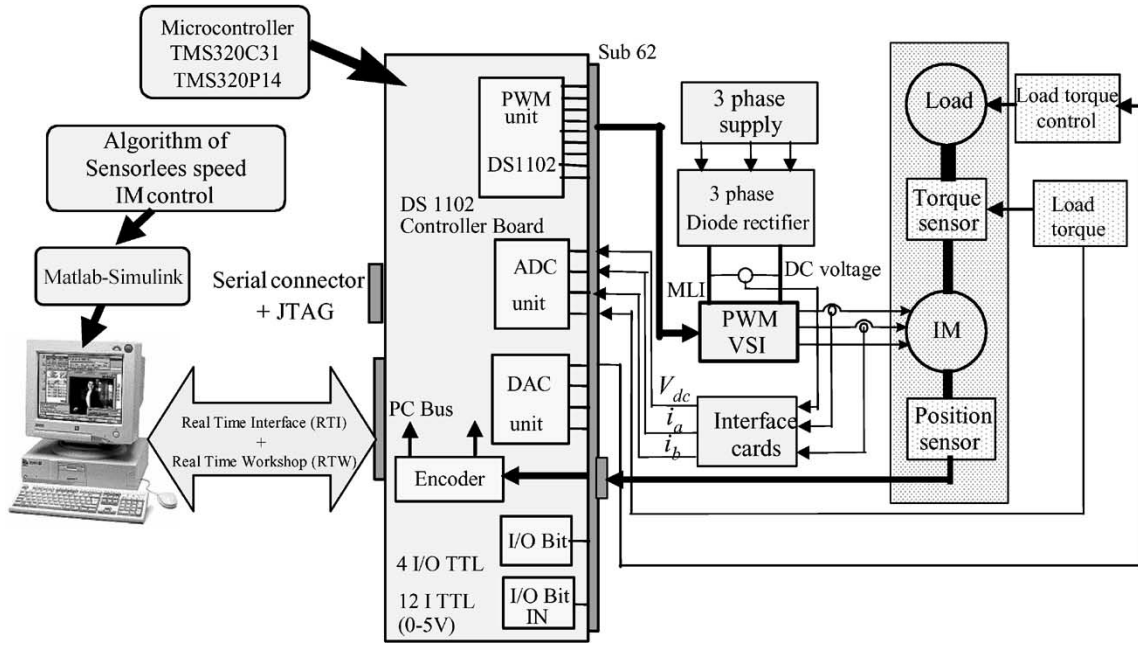 Microcontroller
TMS320C31
TMS320P14
Algorithm of
Sensorlees speed
IM control
Matlab-Simulink
Serial connector
+ JTAG
Real Time Interface (RTI)
+
Real Time Workshop (RTW)
Sub 62
PWM
unit
DS1102
DS 1102
Controller Board
ADC
unit
DAC
unit
PC Bus
Encoder
I/O Bit
4 I/O TTL
12 I TTL
(0-5V)
I/O Bit
IN
3 phase
supply
3 phase
Diode rectifier
DC voltage
MLI
PWM
VSI
Vdc
ia
ib
Interface
cards
Load
Load torque
control
Torque
sensor
Load
torque
IM
Position
sensor